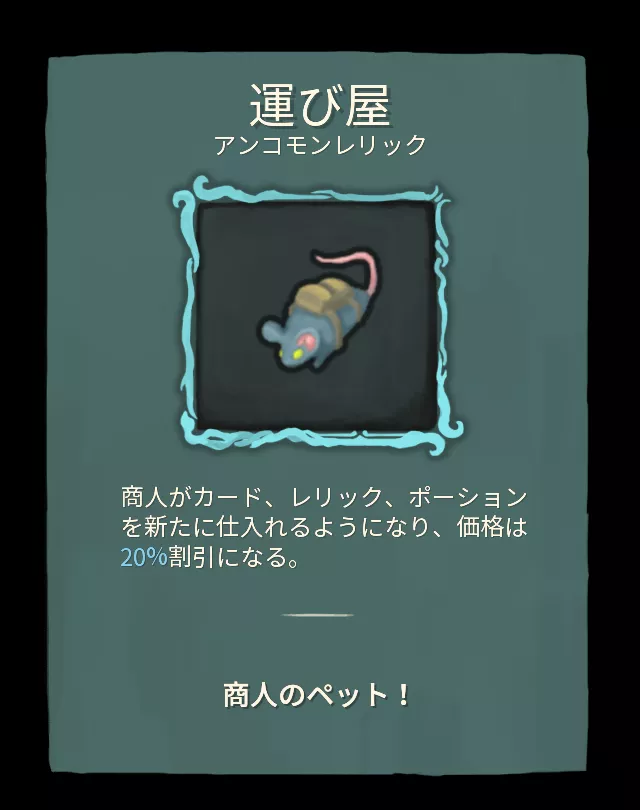 運び屋
アンコモンレリック
商人がカード、レリック、ポーション
を新たに仕入れるようになり、価格は
20%割引になる。
商人のペット！